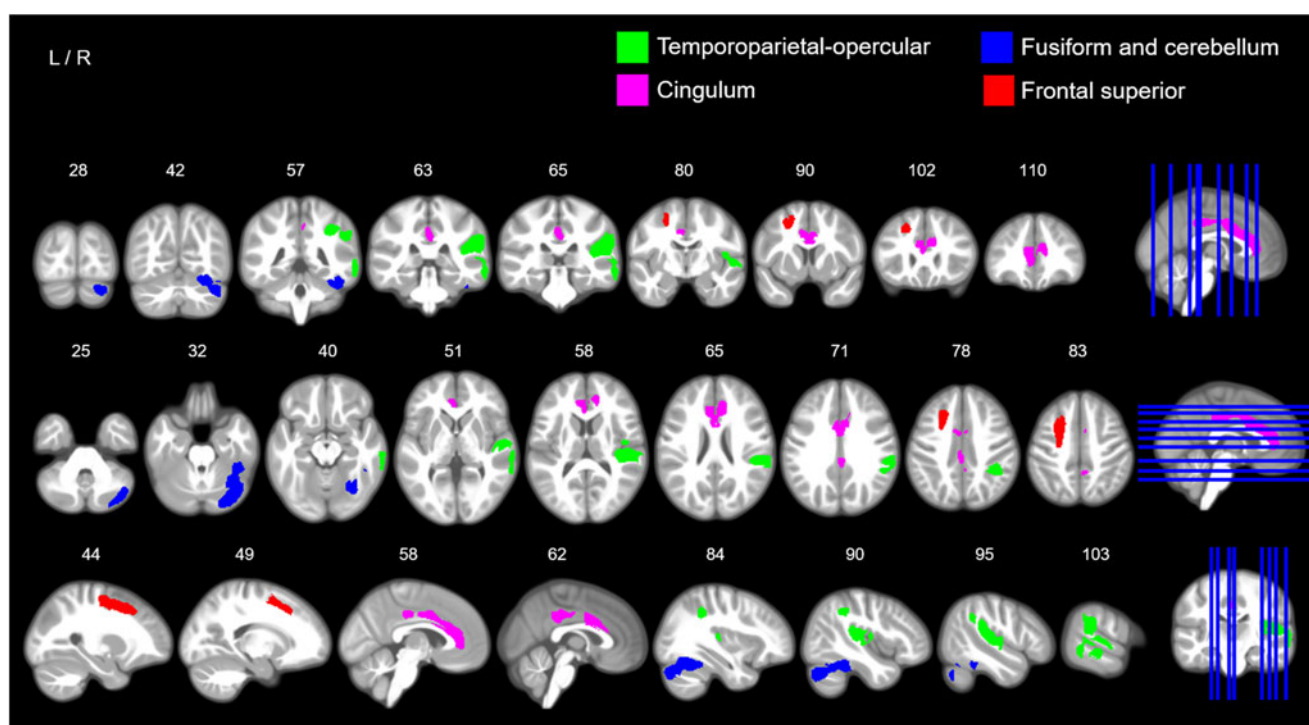 L / R
Temporoparietal-opercular
Fusiform and cerebellum
Cingulum
Frontal superior
28 42 57 63 65 80 90 102 110
25 32 40 51 58 65 71 78 83
44 49 58 62 84 90 95 103